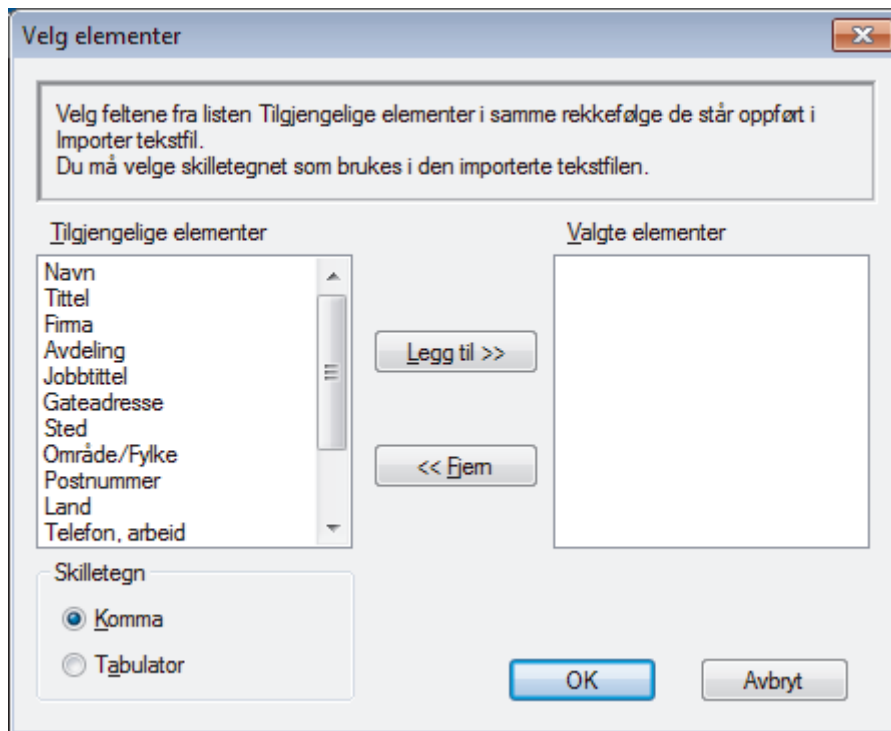 Velg elementer
Velg feltene fra listen Tilgjengelige elementer i samme rekkefølge de står oppført i
Importer tekstfil.
Du må velge skilletegnet som brukes i den importerte tekstfilen.
Tilgjengelige elementer
Valgte elementer
Navn
Tittel
Firma
Avdeling
Jobbtittel
Gateadresse
Sted
Område/Fylke
Postnummer
Land
Telefon, arbeid
Legg til >>
<< Fjern
Skilletegn
Komma
Tabulator
OK
Avbryt